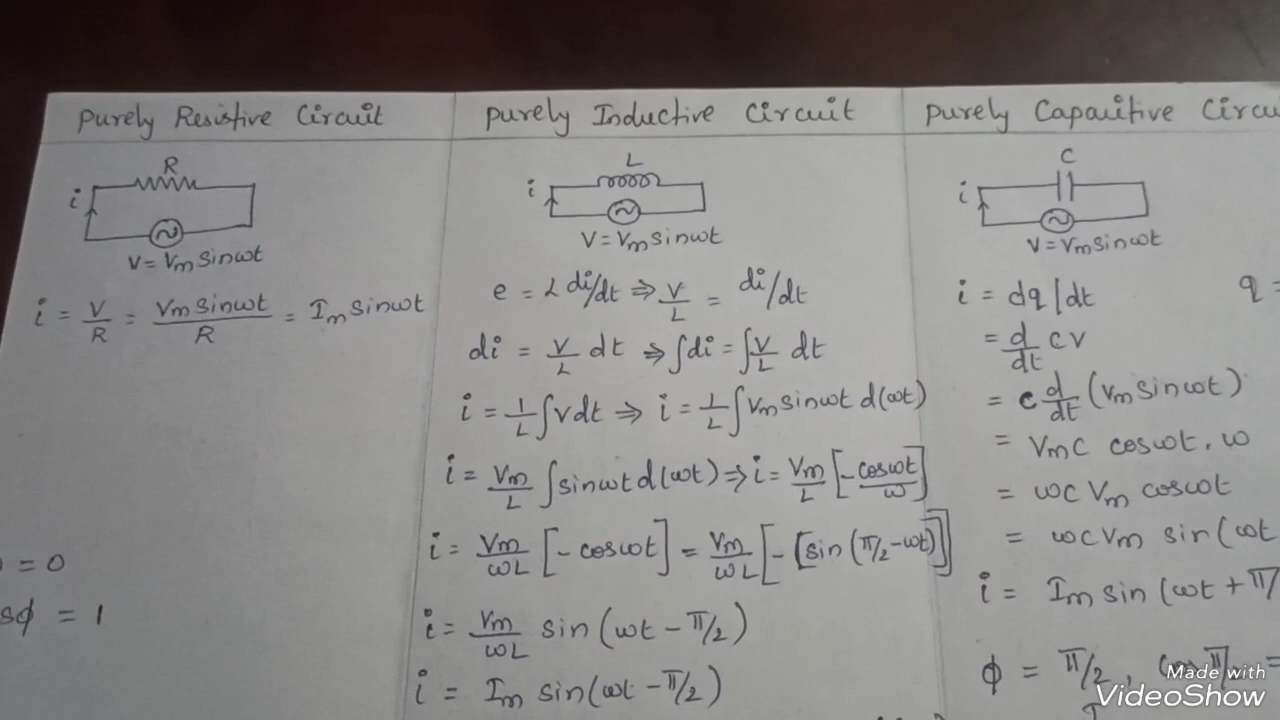 Purely Resistive Circuit
R
i
V = Vm sinωt
i = V/R = Vm sinωt/R = Im sinωt
= 0
sϕ = 1
Purely Inductive Circuit
L
i
V = Vm sinωt
e = L di/dt ⇒ V/L = di/dt
di = V/L dt ⇒ ∫di = ∫V/L dt
i = 1/L ∫V dt ⇒ i = 1/L ∫Vm sinωt d(ωt)
i = Vm/L ∫sinωt d(ωt) ⇒ i = Vm/L [-cosωt/ω]
i = Vm/ωL [-cosωt] = Vm/ωL [-[sin(π/2-ωt)]]
i = Vm/ωL sin(ωt - π/2)
i = Im sin(ωt - π/2)
Purely Capacitive Circu
C
i
V = Vm sinωt
i = dq/dt q =
= d/dt CV
= C d/dt (Vm sinωt)
= VmC cosωt. ω
= ωC Vm cosωt
= ωC Vm sin(ωt
i = Im sin(ωt + π/
ϕ = π/2, Cos π/ =
Made with
VideoShow